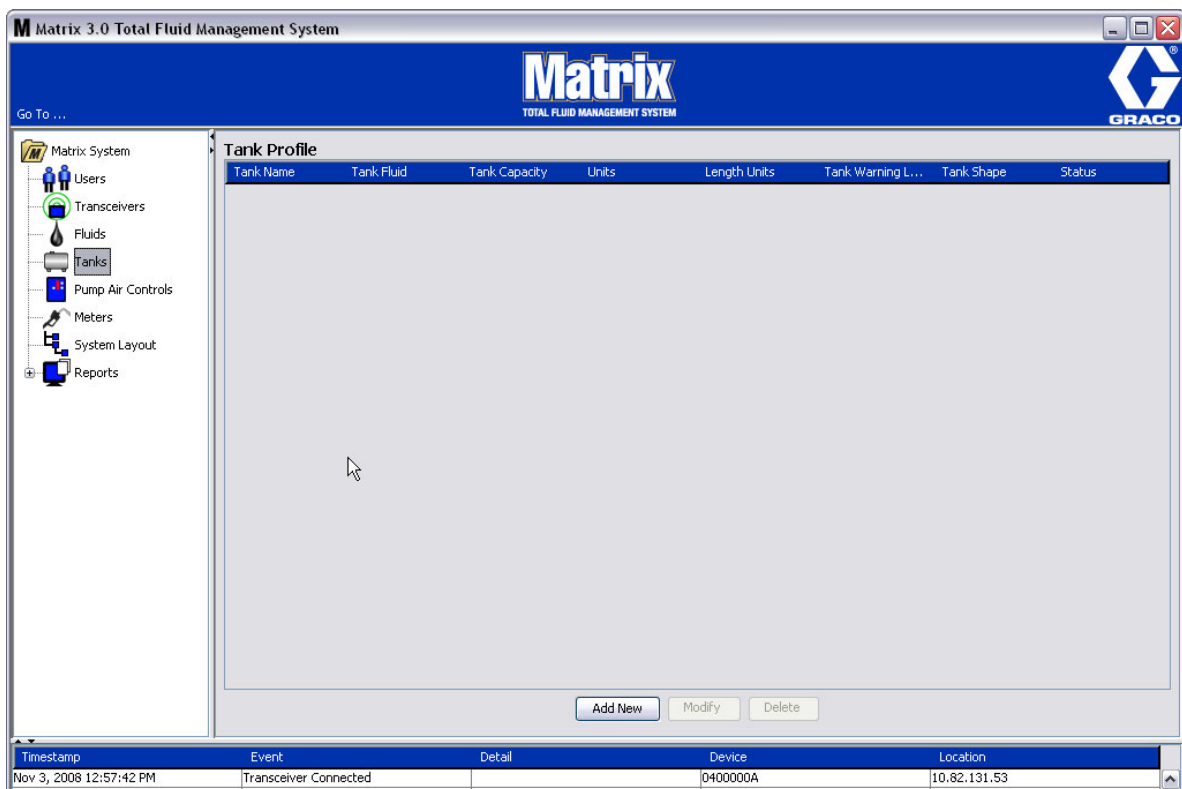 M Matrix 3.0 Total Fluid Management System
Matrix
TOTAL FLUID MANAGEMENT SYSTEM
Go To ...
GRACO
®
Matrix System
Users
Transceivers
Fluids
Tanks
Pump Air Controls
Meters
System Layout
Reports
Tank Profile
Tank Name Tank Fluid Tank Capacity Units Length Units Tank Warning L... Tank Shape Status
Add New Modify Delete
Timestamp Event Detail Device Location
Nov 3, 2008 12:57:42 PM Transceiver Connected 0400000A 10.82.131.53